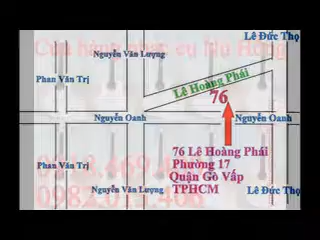 Lê Đức Thọ
Nguyễn Văn Lượng
Lê Hoàng Phái
Phan Văn Trị
76
Nguyễn Oanh
Nguyễn Oanh
76 Lê Hoàng Phái
Phường 17
Quận Gò Vấp
TPHCM
Phan Văn Trị
Nguyễn Văn Lượng
Lê Đức Thọ